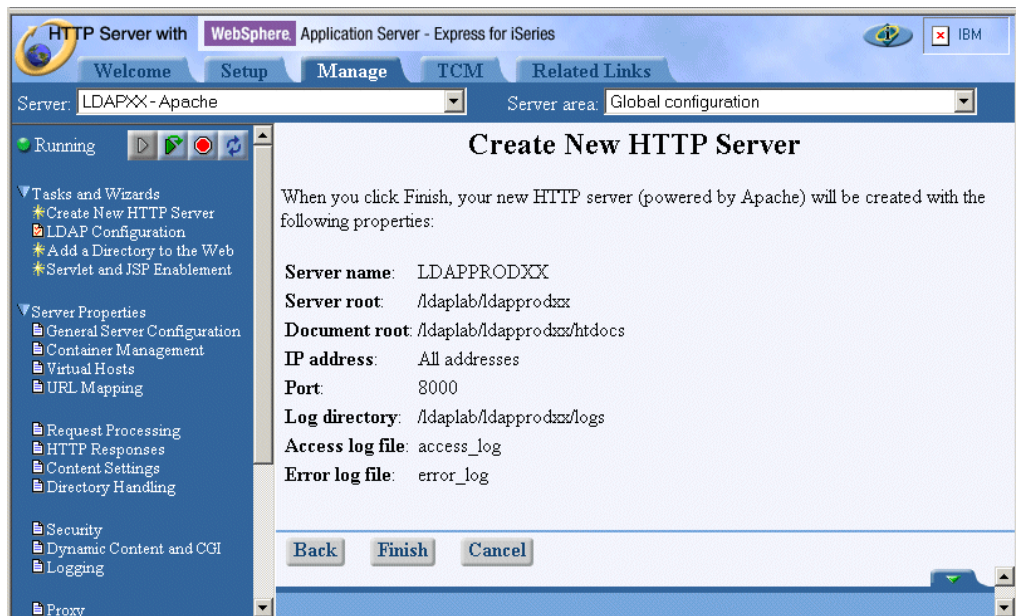 HTTP Server with WebSphere. Application Server - Express for iSeries
IBM
Welcome Setup Manage TCM Related Links
Server: LDAPXX - Apache Server area: Global configuration
Running
Tasks and Wizards
Create New HTTP Server
LDAP Configuration
Add a Directory to the Web
Servlet and JSP Enablement
Server Properties
General Server Configuration
Container Management
Virtual Hosts
URL Mapping
Request Processing
HTTP Responses
Content Settings
Directory Handling
Security
Dynamic Content and CGI
Logging
Proxy
Create New HTTP Server
When you click Finish, your new HTTP server (powered by Apache) will be created with the
following properties:
Server name: LDAPPRODXX
Server root: /ldaplab/ldapprodxx
Document root: /ldaplab/ldapprodxx/htdocs
IP address: All addresses
Port: 8000
Log directory: /ldaplab/ldapprodxx/logs
Access log file: access_log
Error log file: error_log
Back Finish Cancel